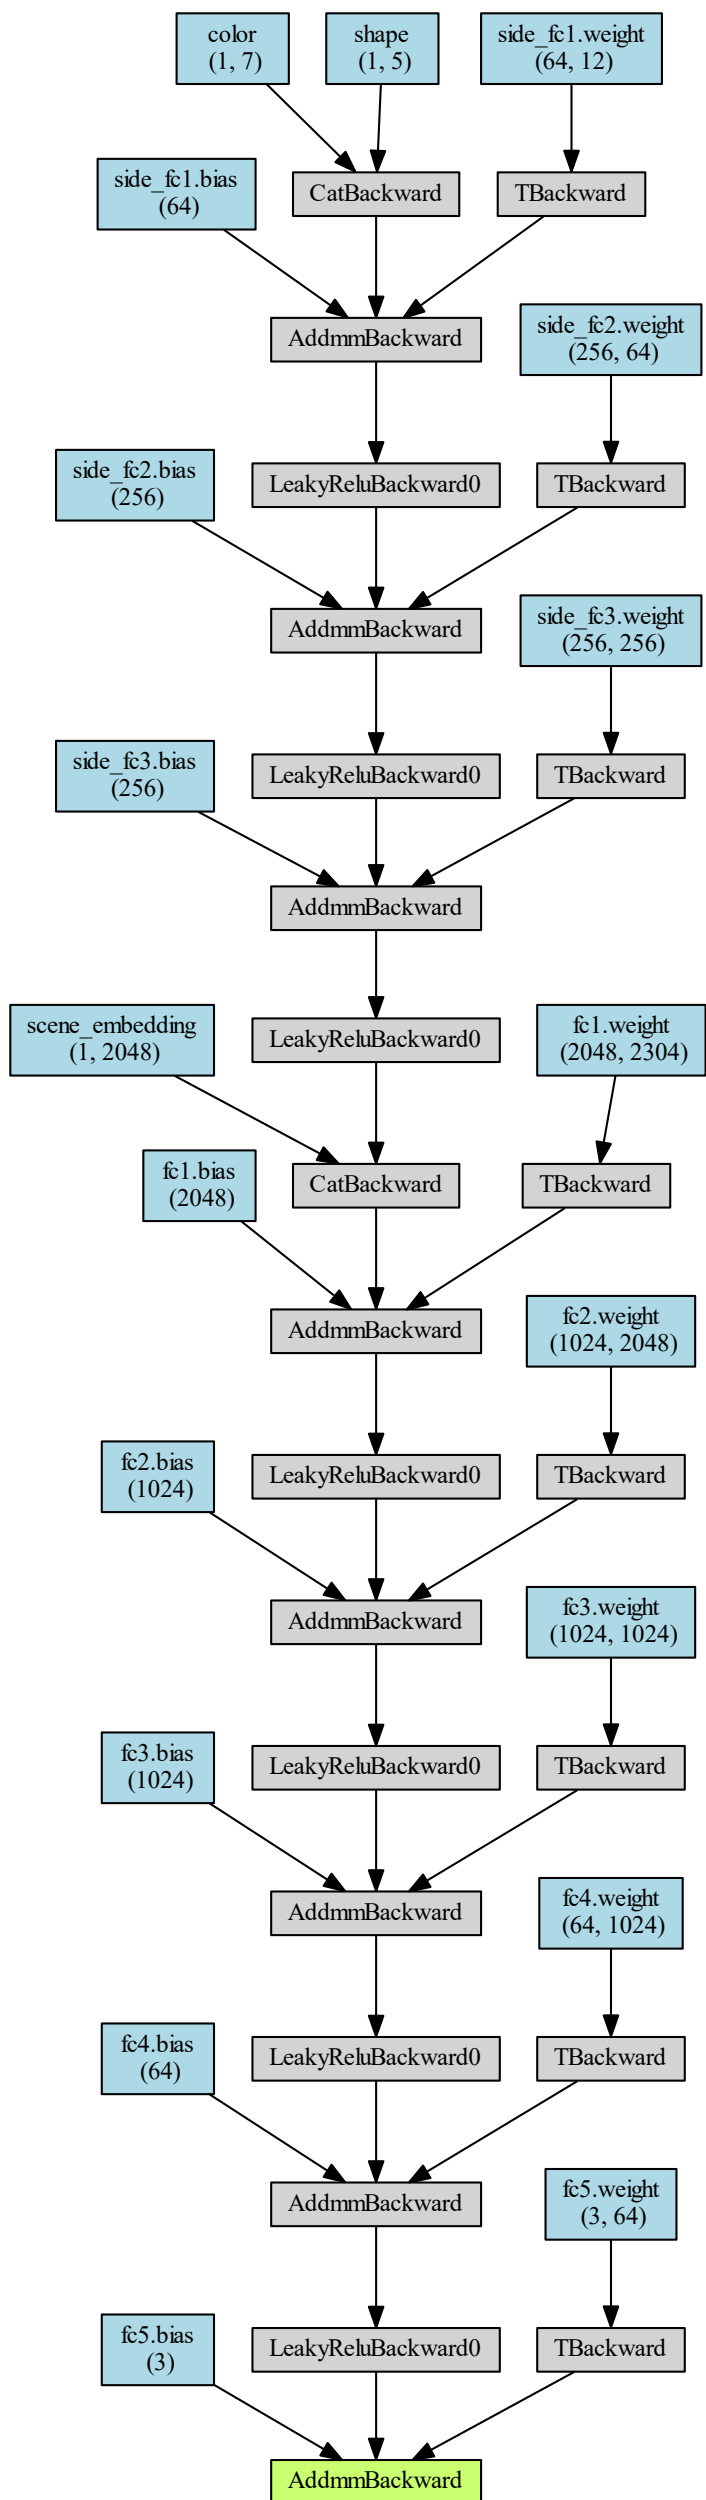 color
(1, 7)
shape
(1, 5)
side_fc1.weight
(64, 12)
side_fc1.bias
(64)
CatBackward
TBackward
AddmmBackward
side_fc2.weight
(256, 64)
side_fc2.bias
(256)
LeakyReluBackward0
TBackward
AddmmBackward
side_fc3.weight
(256, 256)
side_fc3.bias
(256)
LeakyReluBackward0
TBackward
AddmmBackward
scene_embedding
(1, 2048)
LeakyReluBackward0
fc1.weight
(2048, 2304)
fc1.bias
(2048)
CatBackward
TBackward
AddmmBackward
fc2.weight
(1024, 2048)
fc2.bias
(1024)
LeakyReluBackward0
TBackward
AddmmBackward
fc3.weight
(1024, 1024)
fc3.bias
(1024)
LeakyReluBackward0
TBackward
AddmmBackward
fc4.weight
(64, 1024)
fc4.bias
(64)
LeakyReluBackward0
TBackward
AddmmBackward
fc5.weight
(3, 64)
fc5.bias
(3)
LeakyReluBackward0
TBackward
AddmmBackward